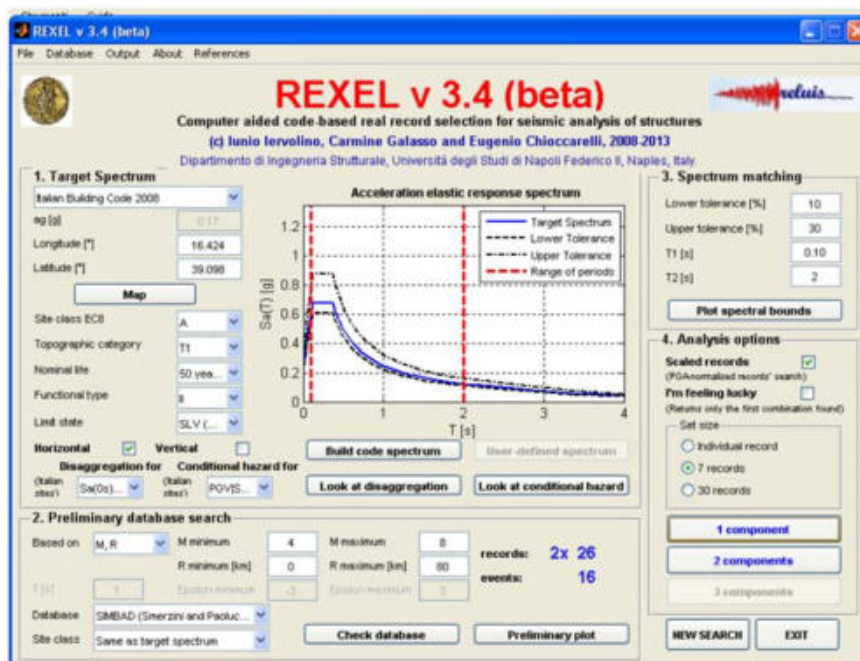 REXEL v 3.4 (beta)
File Database Output About References
REXEL v 3.4 (beta)
Computer aided code-based real record selection for seismic analysis of structures
(c) Iunio Iervolino, Carmine Galasso and Eugenio Chioccarelli, 2008-2013
Dipartimento di Ingegneria Strutturale, Università degli Studi di Napoli Federico II, Naples, Italy
reluis
1. Target Spectrum
Italian Building Code 2008
ag [g] 0.17
Longitude [°] 16.424
Latitude [°] 39.098
Map
Site class EC8 A
Topographic category T1
Nominal life 50 yea...
Functional type II
Limit state SLV (...
Horizontal Vertical
Disaggregation for Conditional hazard for
(Italian sites) Sa(0s)... (Italian sites) PGV|S...
Acceleration elastic response spectrum
Sa(T) [g]
1.2
1
0.8
0.6
0.4
0.2
0
0 1 2 3 4
T [s]
Target Spectrum
Lower Tolerance
Upper Tolerance
Range of periods
Build code spectrum User-defined spectrum
Look at disaggregation Look at conditional hazard
2. Preliminary database search
Based on M, R M minimum 4 M maximum 8
R minimum [km] 0 R maximum [km] 80
records: 2x 26
events: 16
T [s] 1 Epsilon minimum -3 Epsilon maximum 3
Database SIMBAD (Smerzini and Paoluc...
Site class Same as target spectrum
Check database Preliminary plot
3. Spectrum matching
Lower tolerance [%] 10
Upper tolerance [%] 30
T1 [s] 0.10
T2 [s] 2
Plot spectral bounds
4. Analysis options
Scaled records
(PGAnormalized records' search)
I'm feeling lucky
(Returns only the first combination found)
Set size
Individual record
7 records
30 records
1 component
2 components
3 components
NEW SEARCH EXIT